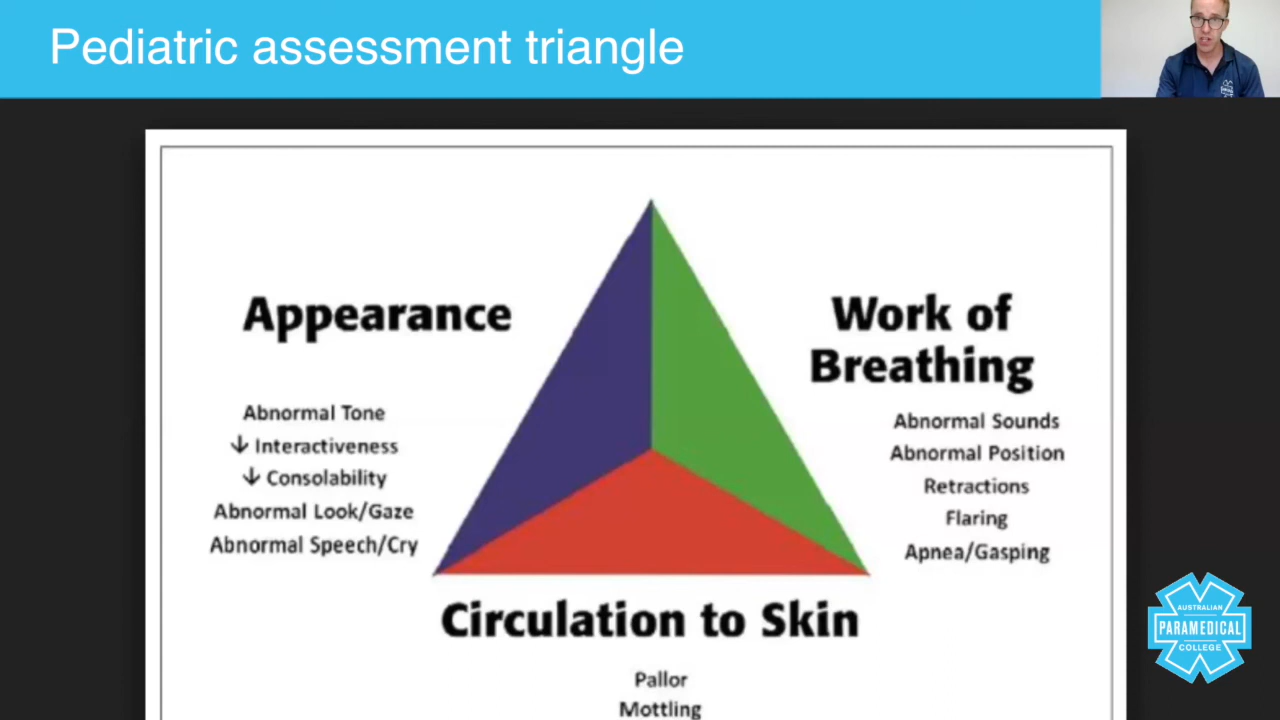 Pediatric assessment triangle
Appearance
Abnormal Tone
↓ Interactiveness
↓ Consolability
Abnormal Look/Gaze
Abnormal Speech/Cry
Work of
Breathing
Abnormal Sounds
Abnormal Position
Retractions
Flaring
Apnea/Gasping
Circulation to Skin
Pallor
Mottling
AUSTRALIAN
PARAMEDICAL
COLLEGE